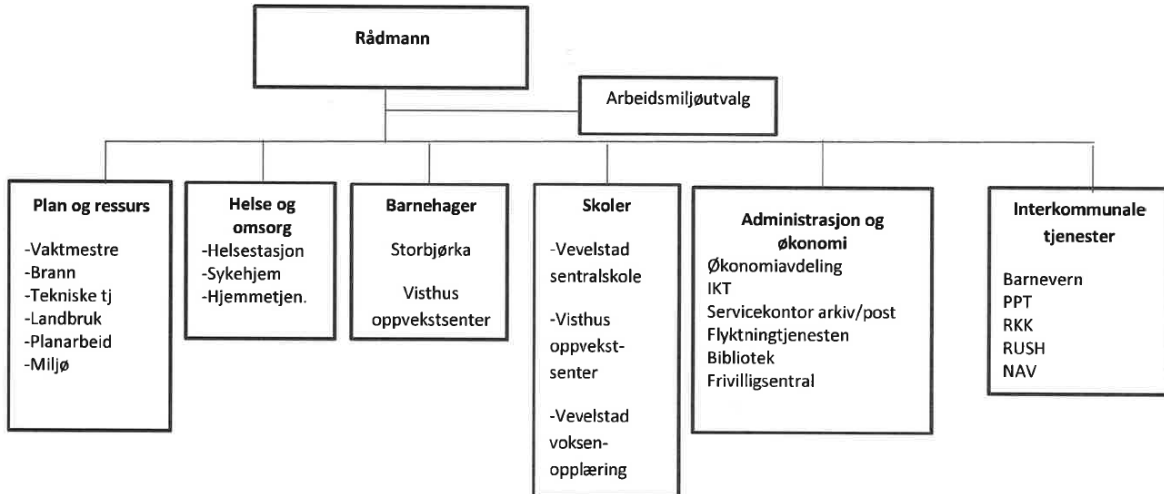 Rådmann
Arbeidsmiljøutvalg
Plan og ressurs
-Vaktmestre
-Brann
-Tekniske tj
-Landbruk
-Planarbeid
-Miljø
Helse og
omsorg
-Helsestasjon
-Sykehjem
-Hjemmetjen.
Barnehager
Storbjørka
Visthus
oppvekstsenter
Skoler
-Vevelstad
sentralskole
-Visthus
oppvekst-
senter
-Vevelstad
voksen-
opplæring
Administrasjon og
økonomi
Økonomiavdeling
IKT
Servicekontor arkiv/post
Flyktningtjenesten
Bibliotek
Frivilligsentral
Interkommunale
tjenester
Barnevern
PPT
RKK
RUSH
NAV